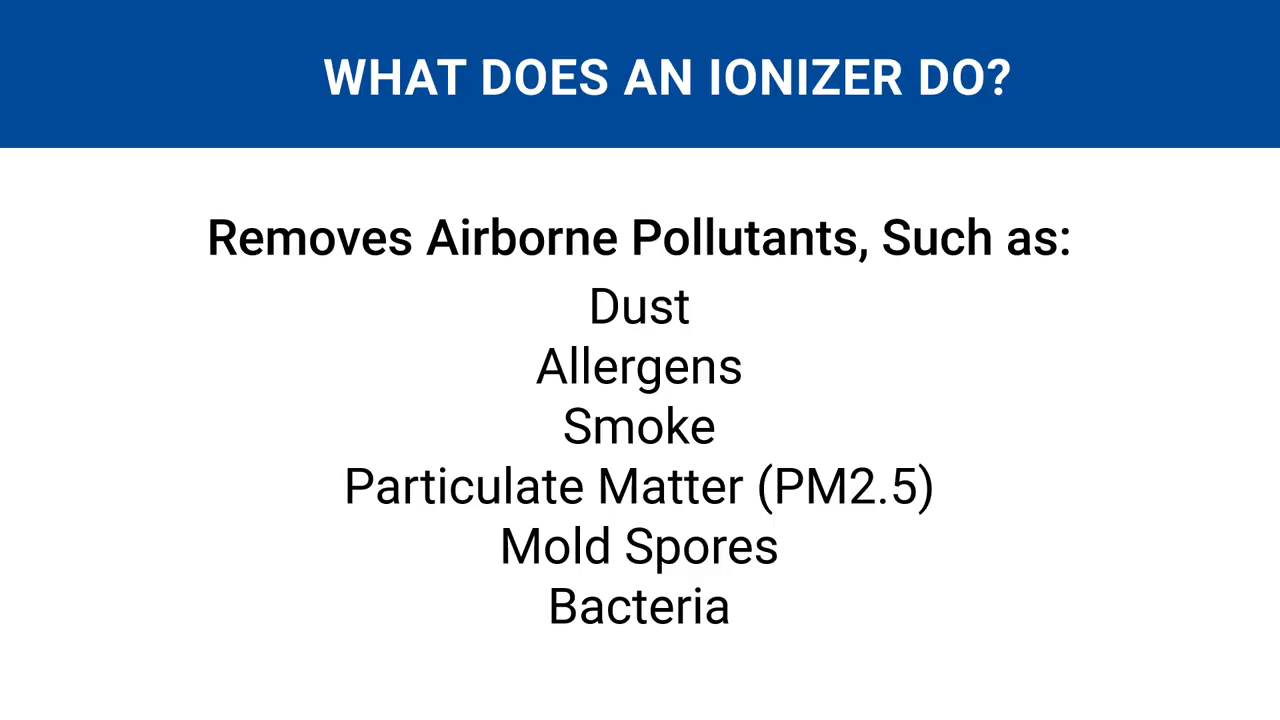 WHAT DOES AN IONIZER DO?
Removes Airborne Pollutants, Such as:
Dust
Allergens
Smoke
Particulate Matter (PM2.5)
Mold Spores
Bacteria